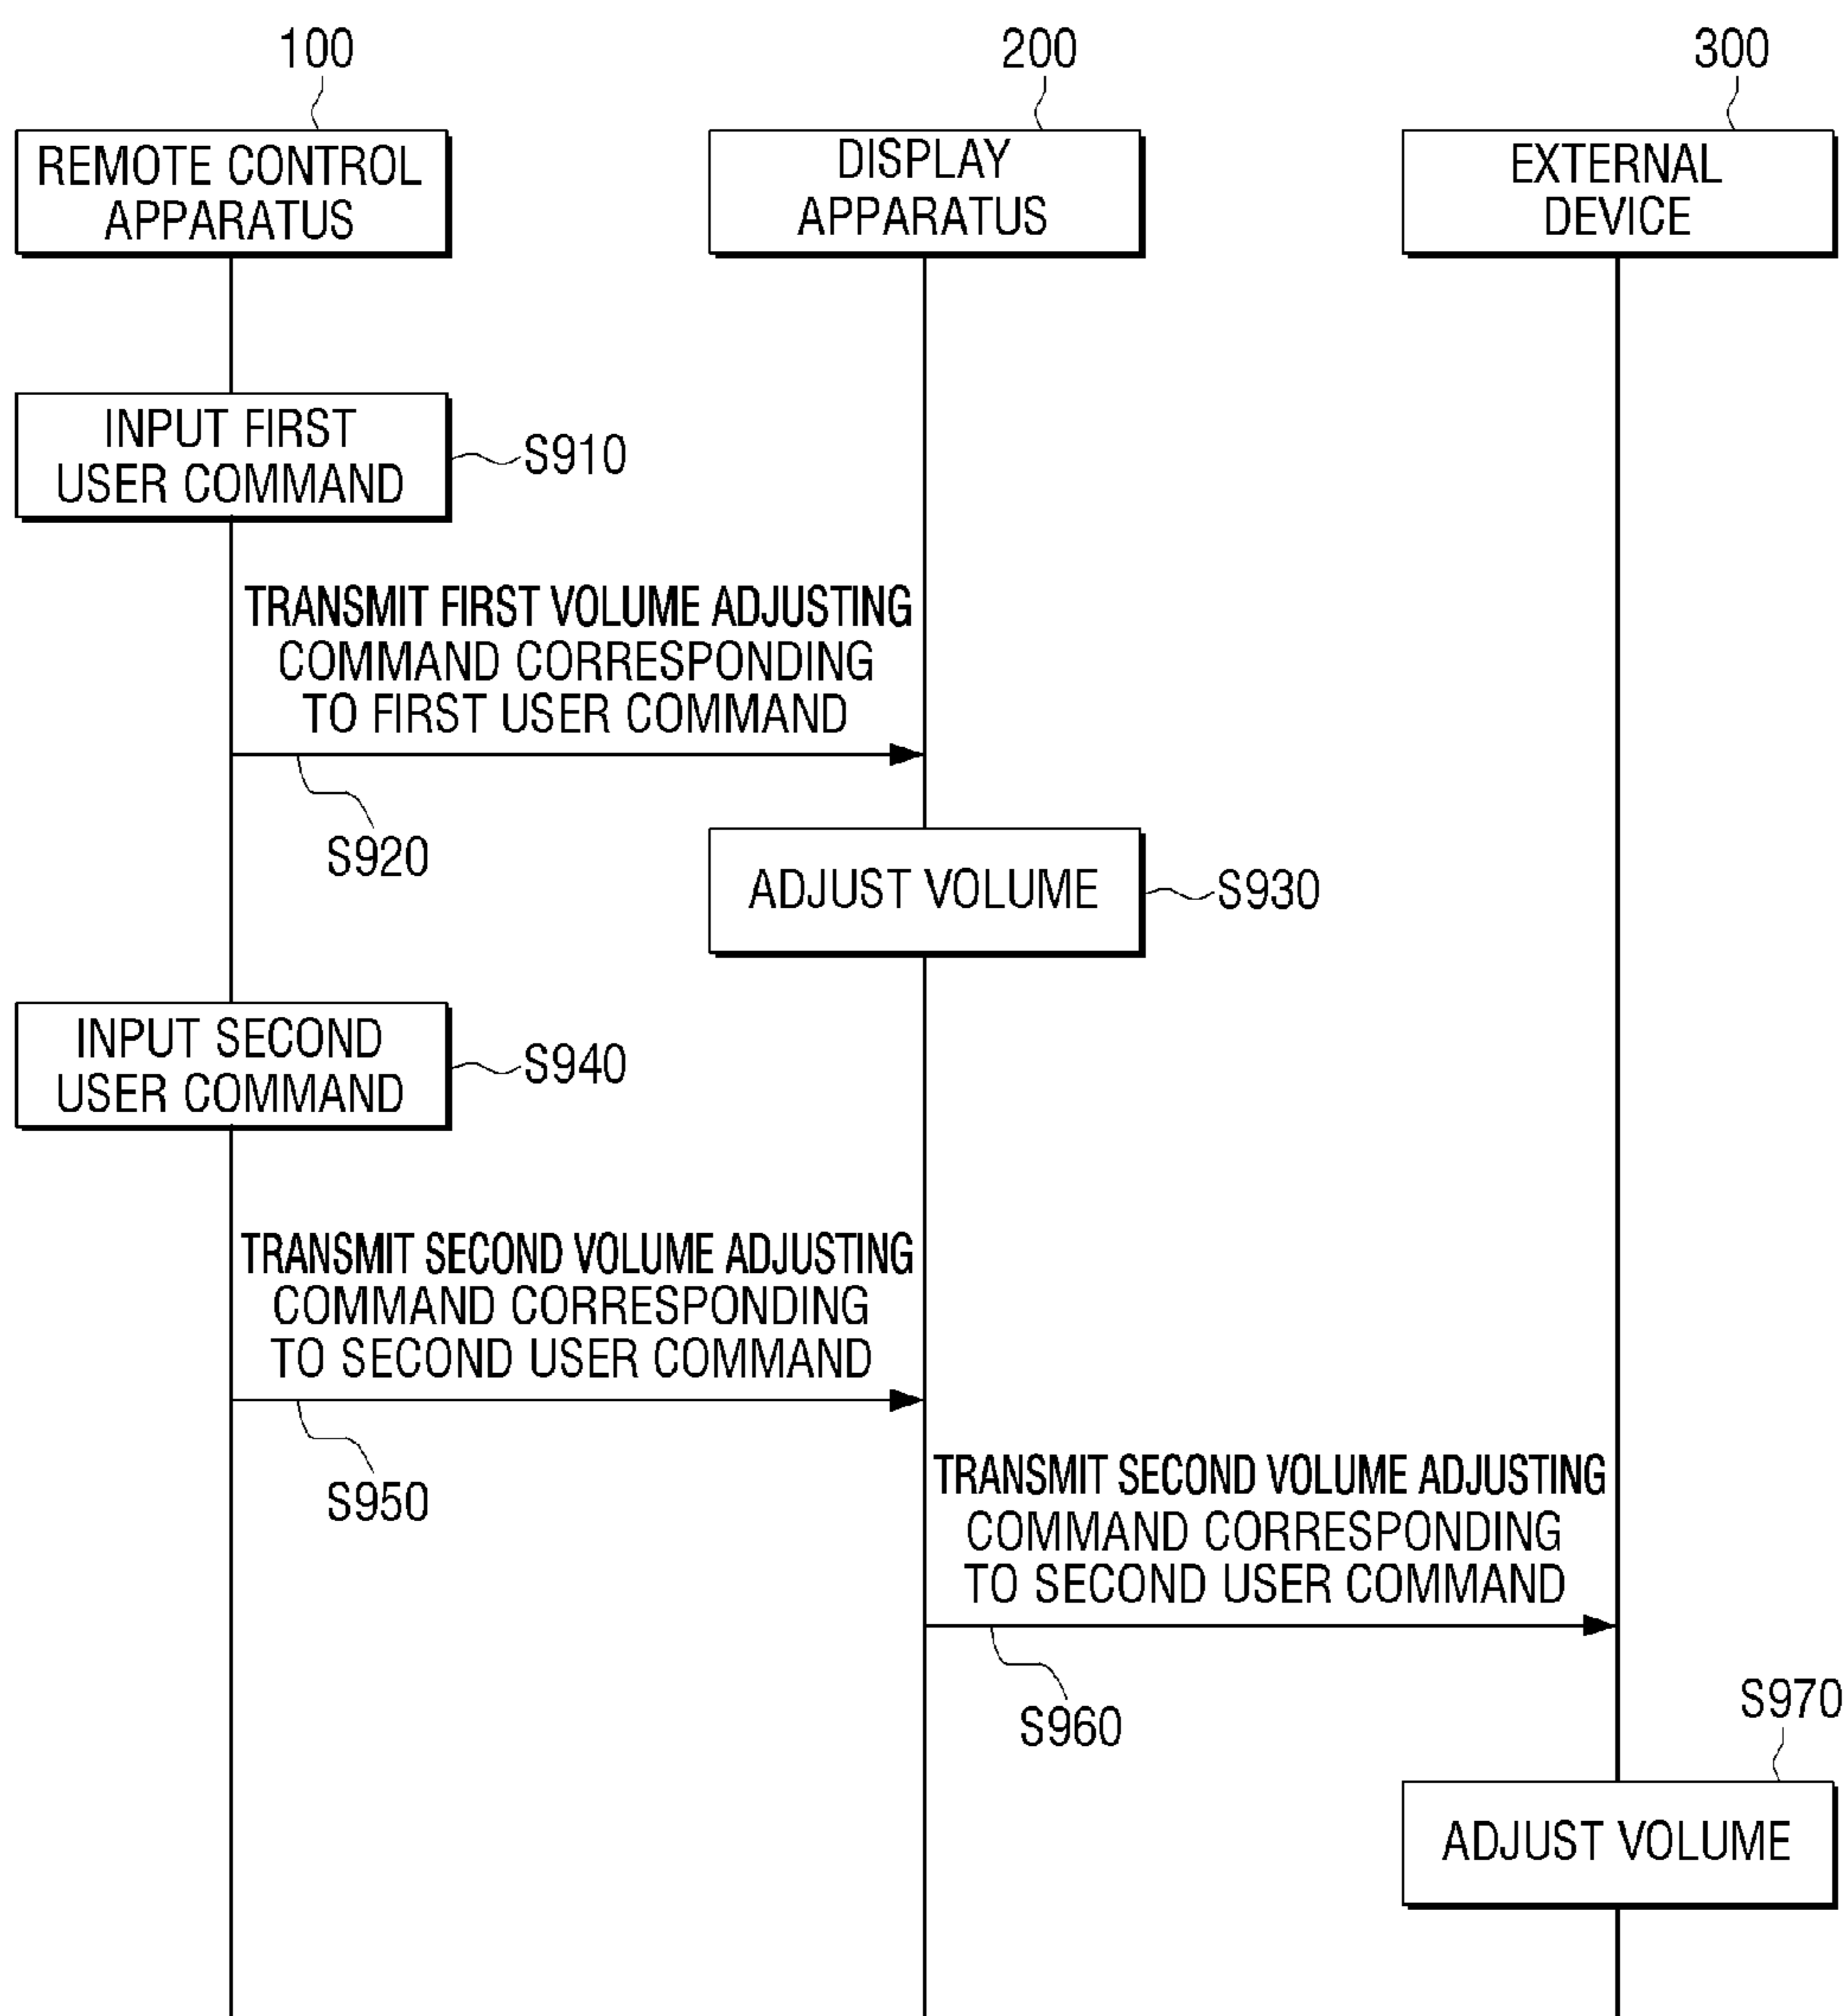 100
200
300
REMOTE CONTROL
APPARATUS
DISPLAY
APPARATUS
EXTERNAL
DEVICE
INPUT FIRST
USER COMMAND
S910
TRANSMIT FIRST VOLUME ADJUSTING
COMMAND CORRESPONDING
TO FIRST USER COMMAND
S920
ADJUST VOLUME
S930
INPUT SECOND
USER COMMAND
S940
TRANSMIT SECOND VOLUME ADJUSTING
COMMAND CORRESPONDING
TO SECOND USER COMMAND
S950
TRANSMIT SECOND VOLUME ADJUSTING
COMMAND CORRESPONDING
TO SECOND USER COMMAND
S960
S970
ADJUST VOLUME